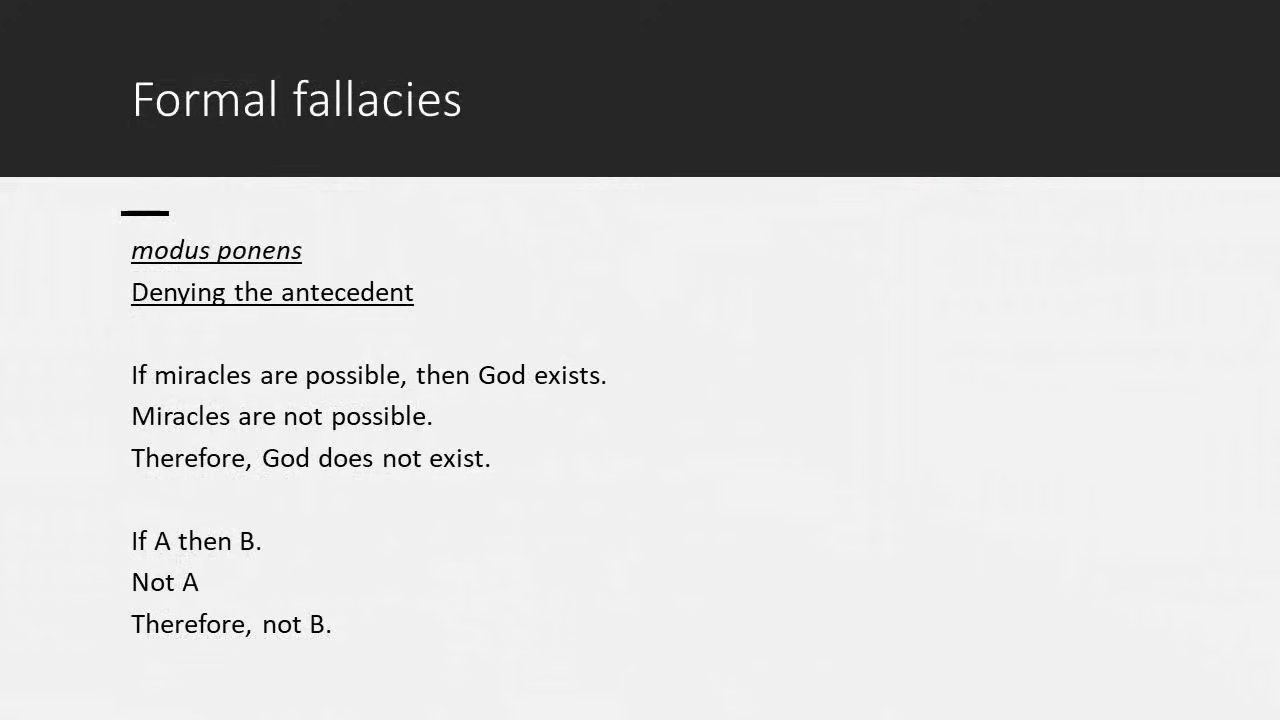 Formal fallacies
modus ponens
Denying the antecedent
If miracles are possible, then God exists.
Miracles are not possible.
Therefore, God does not exist.
If A then B.
Not A
Therefore, not B.